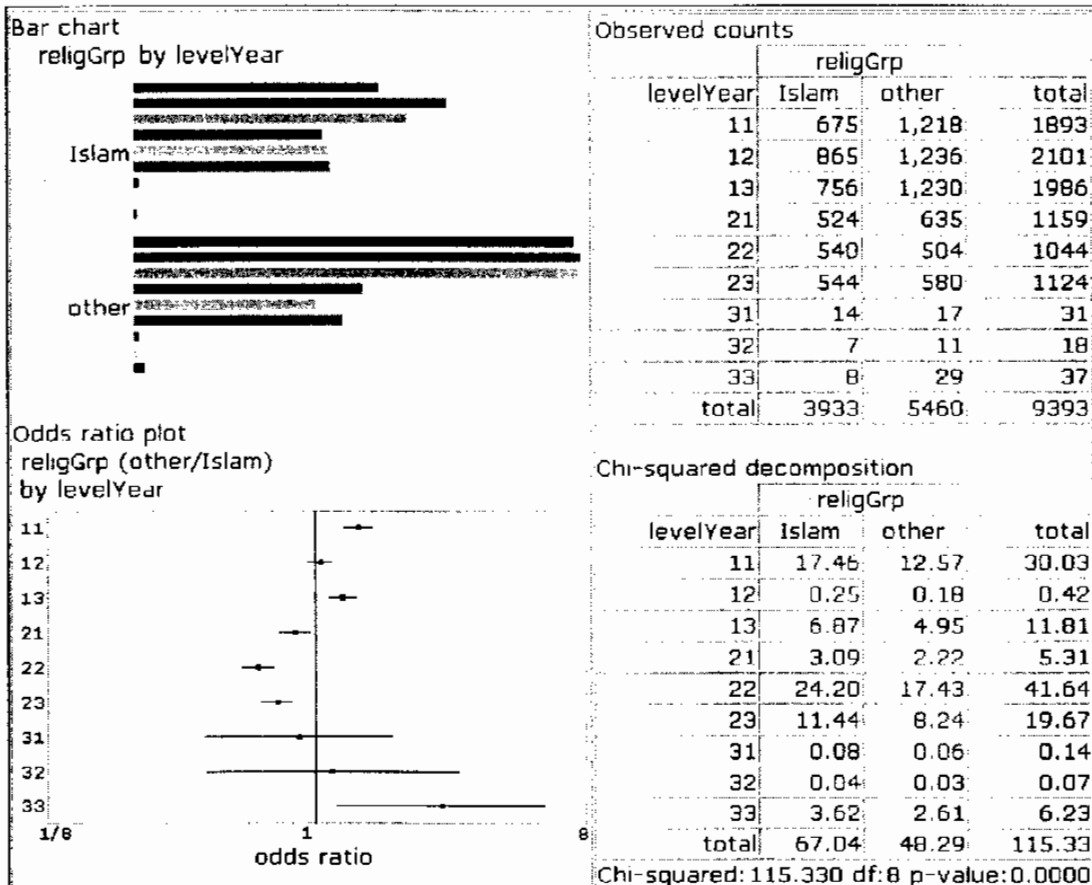 Bar chart
religGrp by levelYear
Islam
other
Observed counts
religGrp
levelYear Islam other total
11 675 1,218 1893
12 865 1,236 2101
13 756 1,230 1986
21 524 635 1159
22 540 504 1044
23 544 580 1124
31 14 17 31
32 7 11 18
33 8 29 37
total 3933 5460 9393
Odds ratio plot
religGrp (other/Islam)
by levelYear
11
12
13
21
22
23
31
32
33
1/8 1 8
odds ratio
Chi-squared decomposition
religGrp
levelYear Islam other total
11 17.46 12.57 30.03
12 0.25 0.18 0.42
13 6.87 4.95 11.81
21 3.09 2.22 5.31
22 24.20 17.43 41.64
23 11.44 8.24 19.67
31 0.08 0.06 0.14
32 0.04 0.03 0.07
33 3.62 2.61 6.23
total 67.04 48.29 115.33
Chi-squared: 115.330 df:8 p-value:0.0000